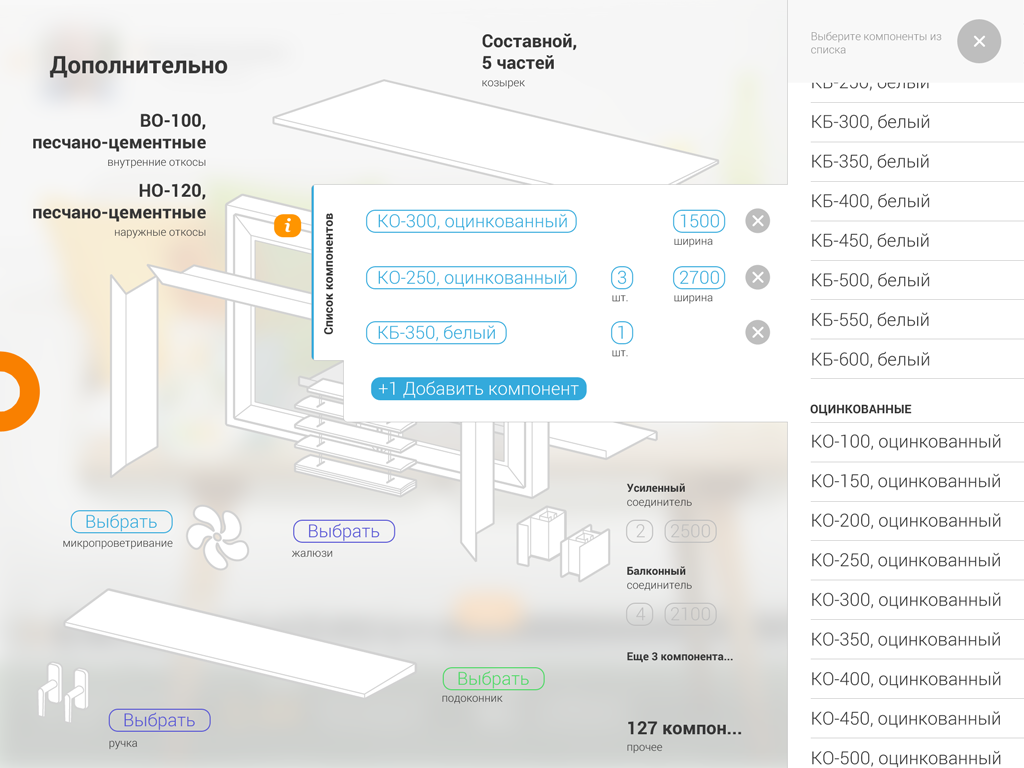 Дополнительно
Составной,
5 частей
козырек
ВО-100,
песчано-цементные
внутренние откосы
НО-120,
песчано-цементные
наружные откосы
i
Список компонентов
КО-300, оцинкованный
1500
ширина
КО-250, оцинкованный
3
шт.
2700
ширина
КБ-350, белый
1
шт.
+1 Добавить компонент
Выбрать
микропроветривание
Выбрать
жалюзи
Усиленный
соединитель
2
2500
Балконный
соединитель
4
2100
Еще 3 компонента...
Выбрать
подоконник
Выбрать
ручка
127 компон...
прочее
Выберите компоненты из
списка
КБ-250, белый
КБ-300, белый
КБ-350, белый
КБ-400, белый
КБ-450, белый
КБ-500, белый
КБ-550, белый
КБ-600, белый
ОЦИНКОВАННЫЕ
КО-100, оцинкованный
КО-150, оцинкованный
КО-200, оцинкованный
КО-250, оцинкованный
КО-300, оцинкованный
КО-350, оцинкованный
КО-400, оцинкованный
КО-450, оцинкованный
КО-500, оцинкованный